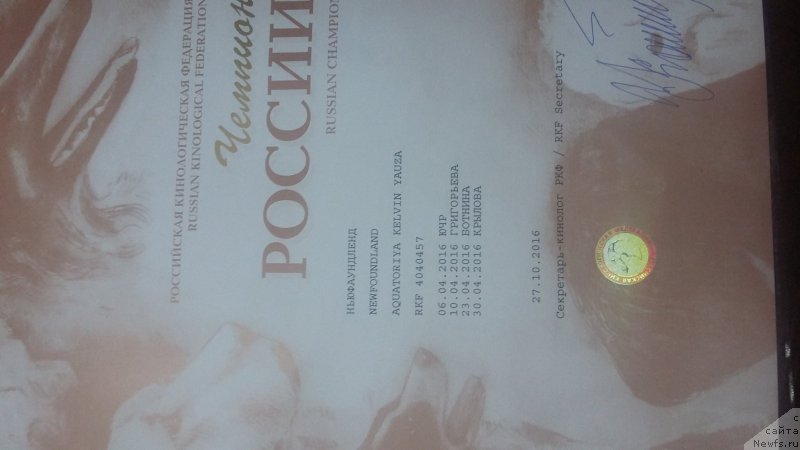 РОССИЙСКАЯ КИНОЛОГИЧЕСКАЯ ФЕДЕРАЦИЯ
RUSSIAN KINOLOGICAL FEDERATION
Чемпион
РОССИИ
RUSSIAN CHAMPION
НЬЮФАУНДЛЕНД
NEWFOUNDLAND
AQUATORIYA KELVIN YAUZA
RKF 4040457
06.04.2016 ЮЧР
10.04.2016 ГРИГОРЬЕВА
23.04.2016 ВОТНИНА
30.04.2016 КРЫЛОВА
27.10.2016
Секретарь-кинолог РКФ / RKF Secretary
с
сайта
Newfs.ru